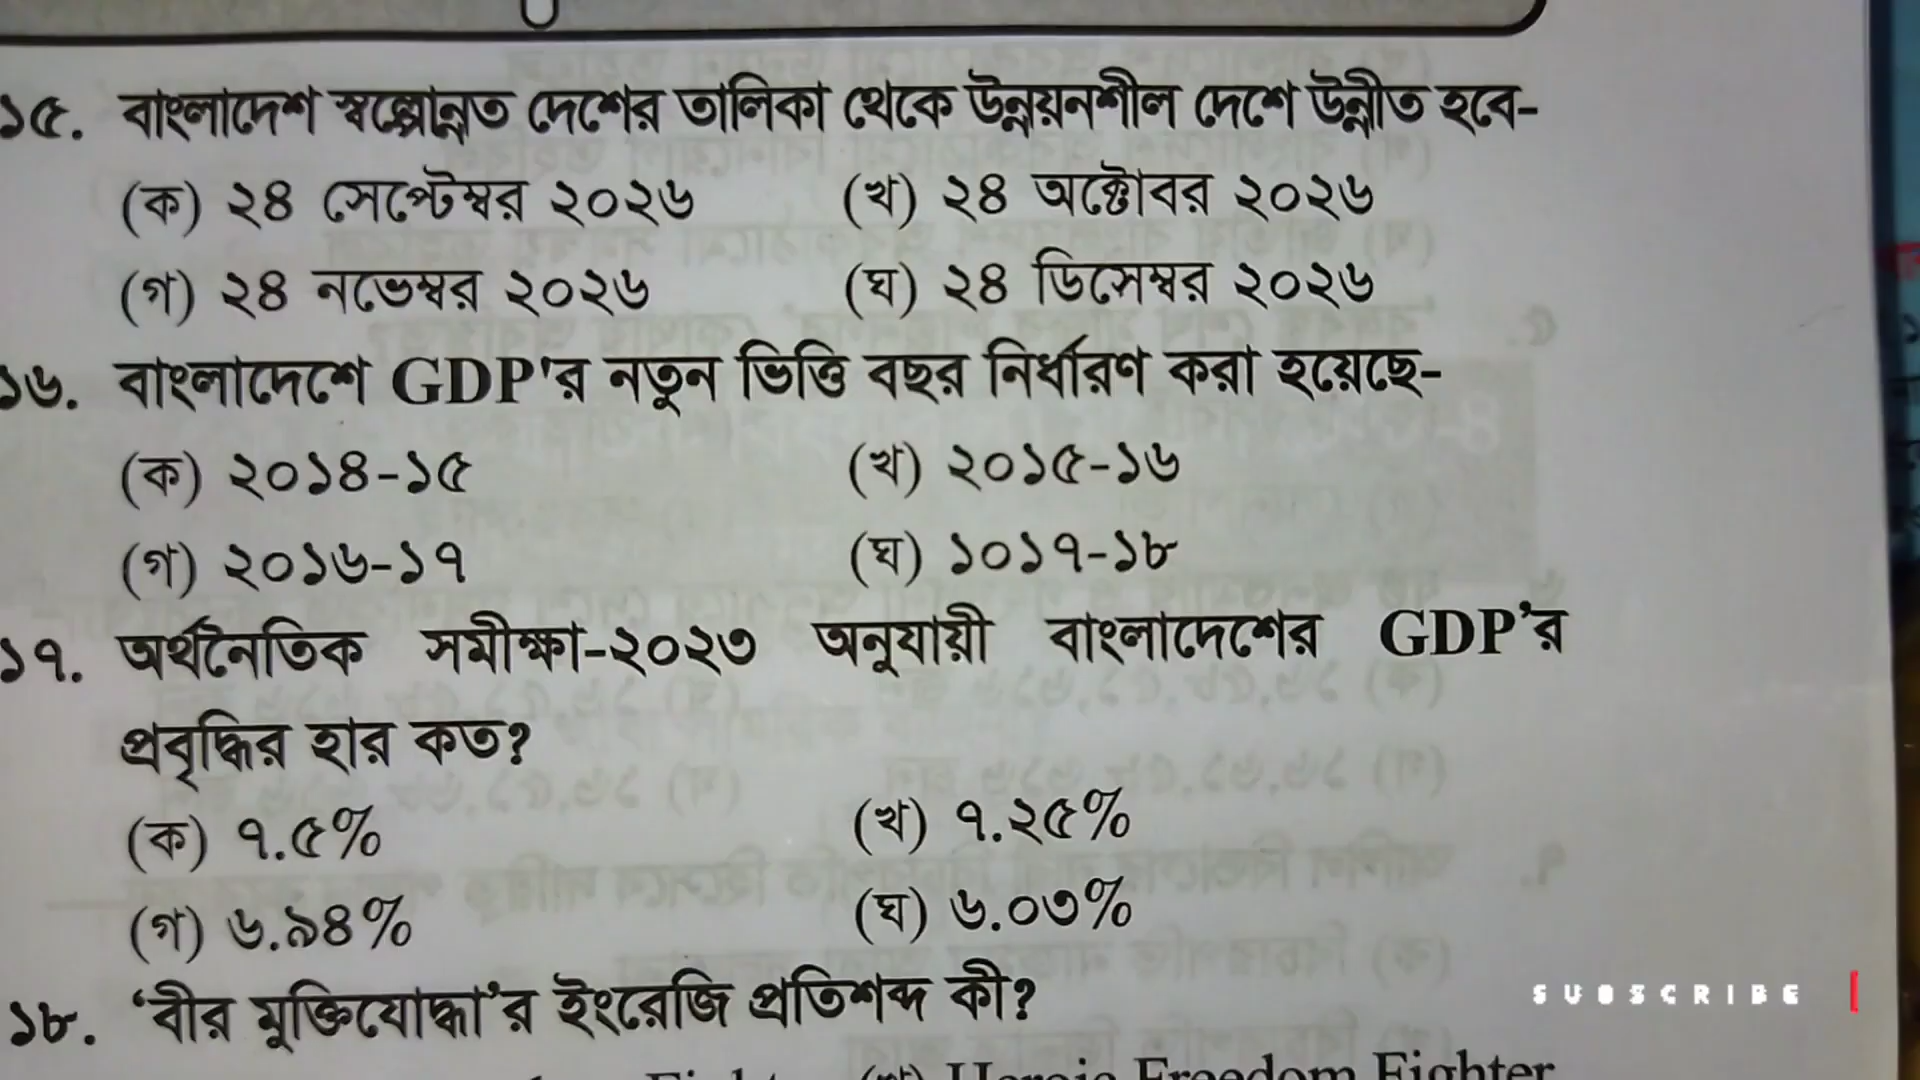 ১৫. বাংলাদেশ স্বল্পোন্নত দেশের তালিকা থেকে উন্নয়নশীল দেশে উন্নীত হবে-
(ক) ২৪ সেপ্টেম্বর ২০২৬ (খ) ২৪ অক্টোবর ২০২৬
(গ) ২৪ নভেম্বর ২০২৬ (ঘ) ২৪ ডিসেম্বর ২০২৬
১৬. বাংলাদেশে GDP'র নতুন ভিত্তি বছর নির্ধারণ করা হয়েছে-
(ক) ২০১৪-১৫ (খ) ২০১৫-১৬
(গ) ২০১৬-১৭ (ঘ) ১০১৭-১৮
১৭. অর্থনৈতিক সমীক্ষা-২০২৩ অনুযায়ী বাংলাদেশের GDP’র
প্রবৃদ্ধির হার কত?
(ক) ৭.৫% (খ) ৭.২৫%
(গ) ৬.৯৪% (ঘ) ৬.০৩%
১৮. ‘বীর মুক্তিযোদ্ধা’র ইংরেজি প্রতিশব্দ কী?
Heroic Freedom Fighter
SUBSCRIBE